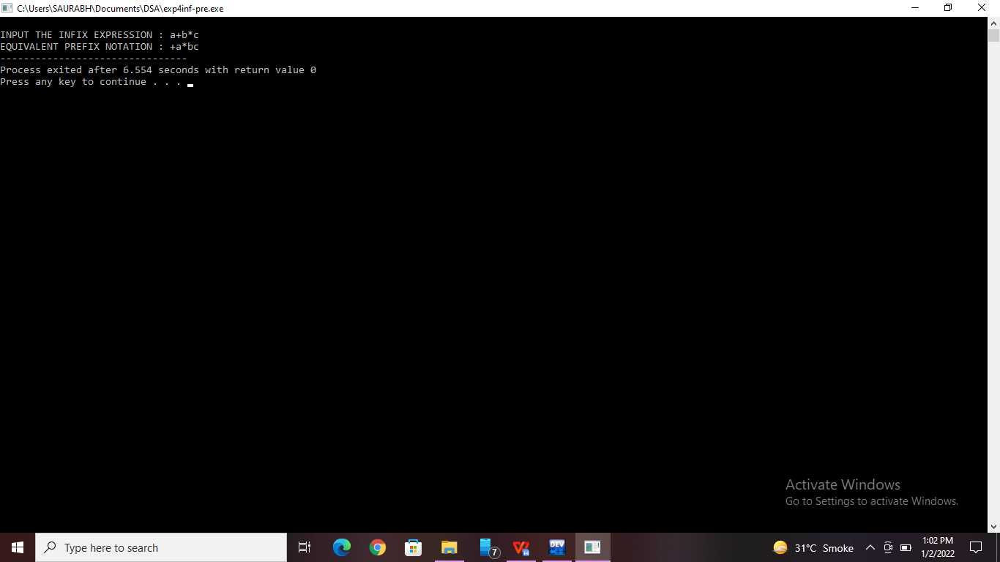 C:\Users\SAURABH\Documents\DSA\exp4inf-pre.exe
INPUT THE INFIX EXPRESSION : a+b*c
EQUIVALENT PREFIX NOTATION : +a*bc
--------------------------------
Process exited after 6.554 seconds with return value 0
Press any key to continue . . .
Activate Windows
Go to Settings to activate Windows.
Type here to search
7
DEV
31°C Smoke
1:02 PM
1/2/2022